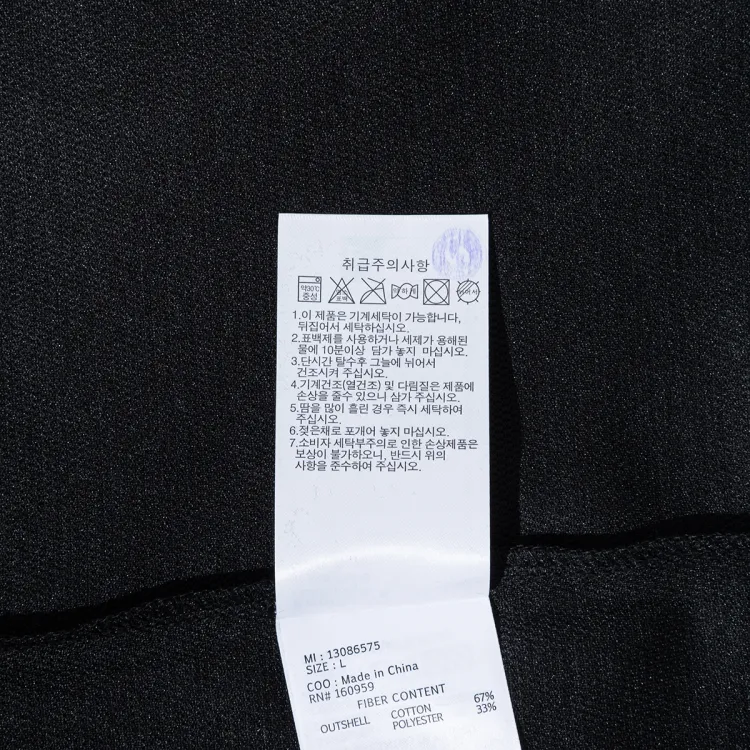 취급주의사항
약30℃
중성
염소
표백
약하게
뉘어서
1.이 제품은 기계세탁이 가능합니다,
뒤집어서 세탁하십시오.
2.표백제를 사용하거나 세제가 용해된
물에 10분이상 담가 놓지 마십시오.
3.단시간 탈수후 그늘에 뉘어서
건조시켜 주십시오.
4.기계건조(열건조) 및 다림질은 제품에
손상을 줄수 있으니 삼가 주십시오.
5.땀을 많이 흘린 경우 즉시 세탁하여
주십시오.
6.젖은채로 포개어 놓지 마십시오.
7.소비자 세탁부주의로 인한 손상제품은
보상이 불가하오니, 반드시 위의
사항을 준수하여 주십시오.
MI : 13086575
SIZE : L
COO : Made in China
RN# 160959
FIBER CONTENT
OUTSHELL COTTON 67%
POLYESTER 33%